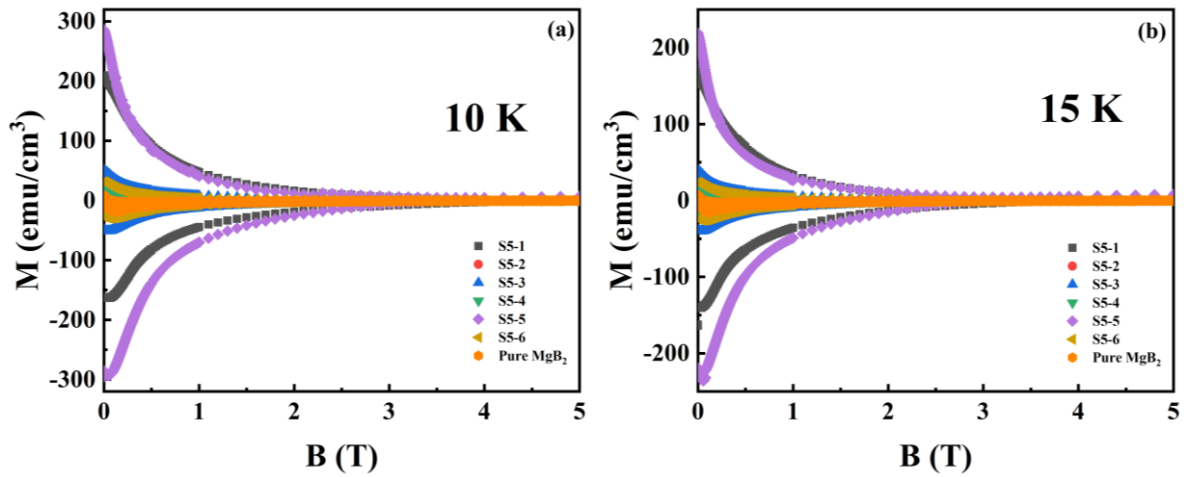 (a)
10 K
M (emu/cm³)
300
200
100
0
-100
-200
-300
S5-1
S5-2
S5-3
S5-4
S5-5
S5-6
Pure MgB₂
0 1 2 3 4 5
B (T)
(b)
15 K
M (emu/cm³)
200
100
0
-100
-200
S5-1
S5-2
S5-3
S5-4
S5-5
S5-6
Pure MgB₂
0 1 2 3 4 5
B (T)